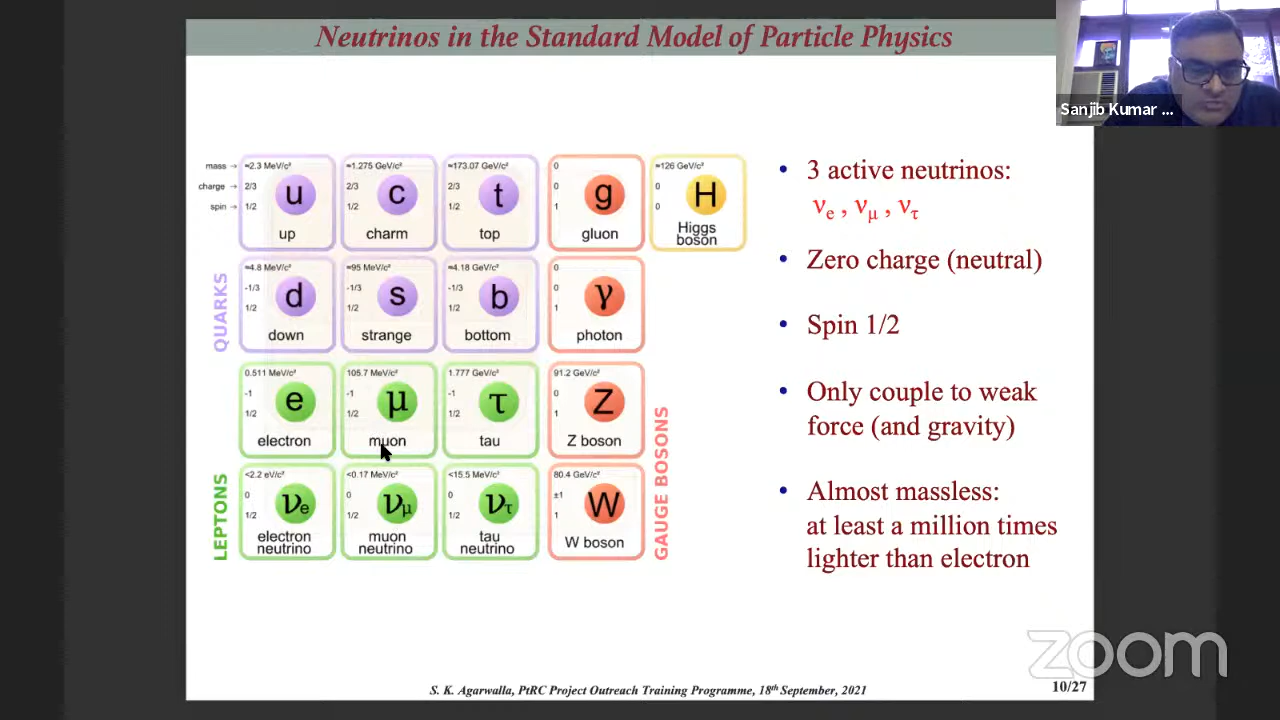 Neutrinos in the Standard Model of Particle Physics
Sanjib Kumar ...
mass → ≈2.3 MeV/c² ≈1.275 GeV/c² ≈173.07 GeV/c² 0 ≈126 GeV/c²
charge → 2/3 2/3 2/3 0 0
spin → 1/2 1/2 1/2 1 0
u c t g H
up charm top gluon Higgs boson
QUARKS
≈4.8 MeV/c² ≈95 MeV/c² ≈4.18 GeV/c² 0
-1/3 -1/3 -1/3 0
1/2 1/2 1/2 1
d s b γ
down strange bottom photon
0.511 MeV/c² 105.7 MeV/c² 1.777 GeV/c² 91.2 GeV/c²
-1 -1 -1 0
1/2 1/2 1/2 1
e μ τ Z
electron muon tau Z boson
LEPTONS
<2.2 eV/c² <0.17 MeV/c² <15.5 MeV/c² 80.4 GeV/c²
0 0 0 ±1
1/2 1/2 1/2 1
νe νμ ντ W
electron neutrino muon neutrino tau neutrino W boson
GAUGE BOSONS
• 3 active neutrinos:
νe , νμ , ντ
• Zero charge (neutral)
• Spin 1/2
• Only couple to weak
force (and gravity)
• Almost massless:
at least a million times
lighter than electron
zoom
S. K. Agarwalla, PtRC Project Outreach Training Programme, 18th September, 2021
10/27